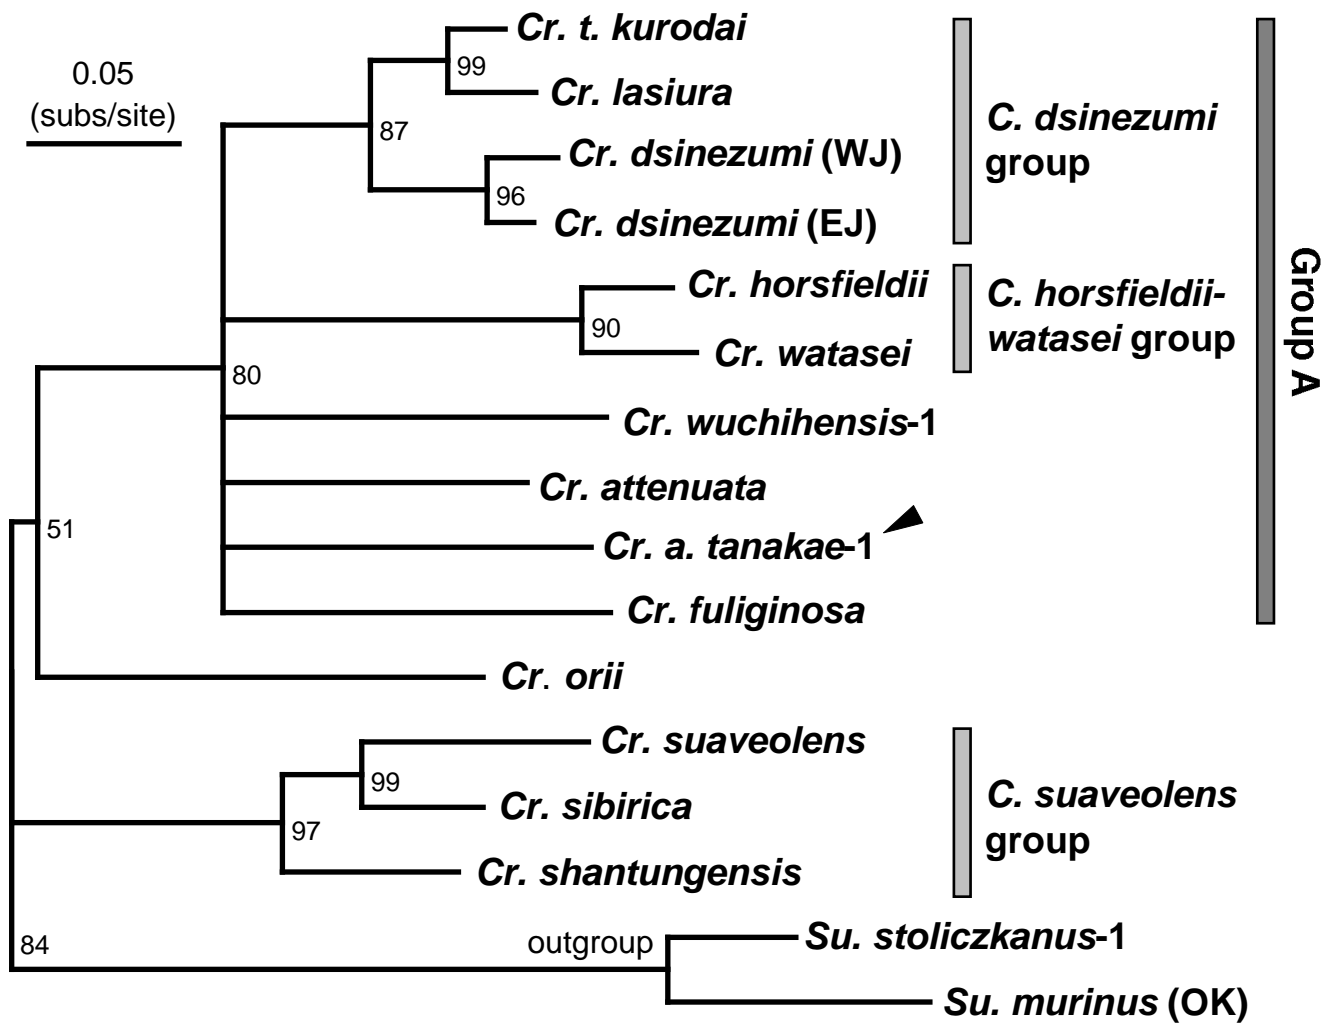 Cr. t. kurodai
0.05
(subs/site)
99
Cr. lasiura
87
Cr. dsinezumi (WJ)
96
Cr. dsinezumi (EJ)
C. dsinezumi
group
Cr. horsfieldii
90
Cr. watasei
C. horsfieldii-
watasei group
Group A
80
Cr. wuchihensis-1
Cr. attenuata
51
Cr. a. tanakae-1
Cr. fuliginosa
Cr. orii
Cr. suaveolens
99
Cr. sibirica
97
Cr. shantungensis
C. suaveolens
group
84
outgroup
Su. stoliczkanus-1
Su. murinus (OK)